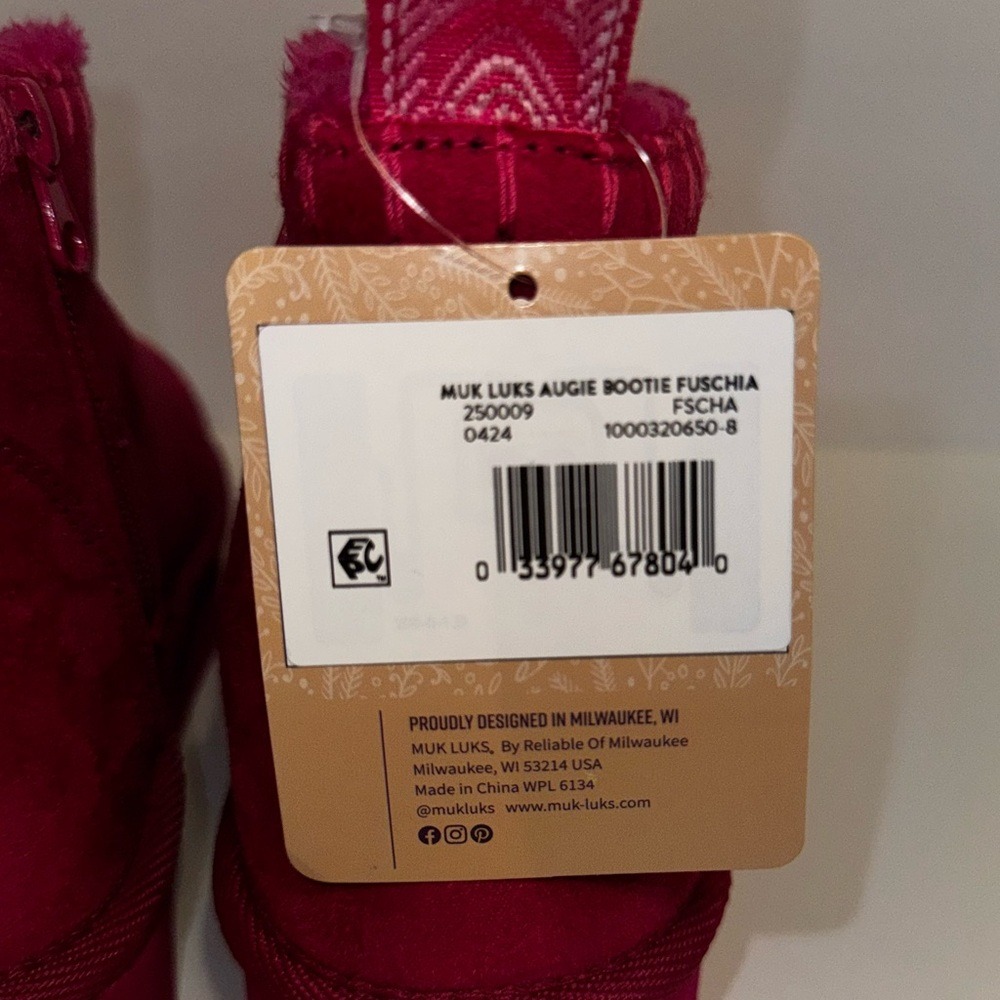 MUK LUKS AUGIE BOOTIE FUSCHIA
250009 FSCHA
0424 1000320650-8
EPC™
0 33977 67804 0
PROUDLY DESIGNED IN MILWAUKEE, WI
MUK LUKS® By Reliable Of Milwaukee
Milwaukee, WI 53214 USA
Made in China WPL 6134
@mukluks www.muk-luks.com